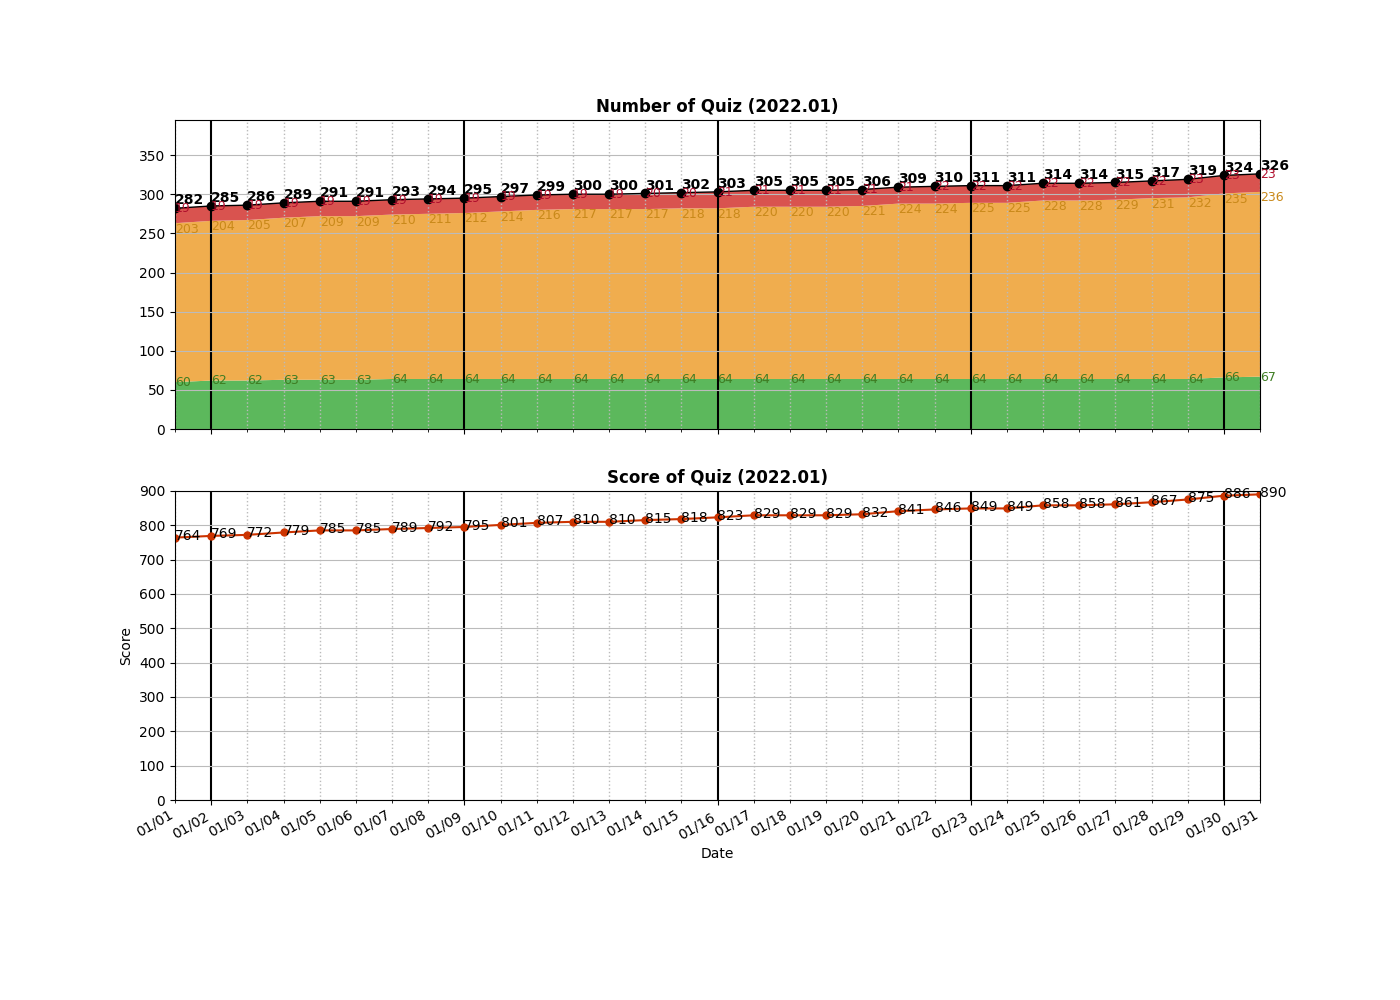 Number of Quiz (2022.01)
350
300
250
200
150
100
50
0
282 285 286 289 291 291 293 294 295 297 299 300 300 301 302 303 305 305 305 306 309 310 311 311 314 314 315 317 319 324 326
23
203 204 205 207 209 209 210 211 212 214 216 217 217 217 218 218 220 220 220 221 224 224 225 225 228 228 229 231 232 235 236
60 62 62 63 63 63 64 64 64 64 64 64 64 64 64 64 64 64 64 64 64 64 64 64 64 64 64 64 64 66 67
Score of Quiz (2022.01)
900
800
700
600
500
400
300
200
100
0
Score
764 769 772 779 785 785 789 792 795 801 807 810 810 815 818 823 829 829 829 832 841 846 849 849 858 858 861 867 875 886 890
01/01 01/02 01/03 01/04 01/05 01/06 01/07 01/08 01/09 01/10 01/11 01/12 01/13 01/14 01/15 01/16 01/17 01/18 01/19 01/20 01/21 01/22 01/23 01/24 01/25 01/26 01/27 01/28 01/29 01/30 01/31
Date